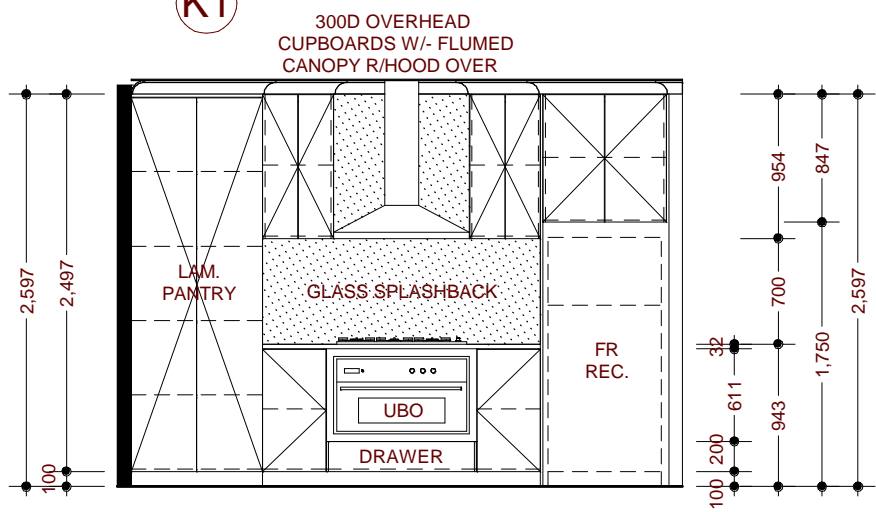 K1
300D OVERHEAD
CUPBOARDS W/- FLUMED
CANOPY R/HOOD OVER
LAM.
PANTRY
GLASS SPLASHBACK
FR
REC.
UBO
DRAWER
2,597
2,497
100
954
847
700
2,597
32
611
943
1,750
200
100